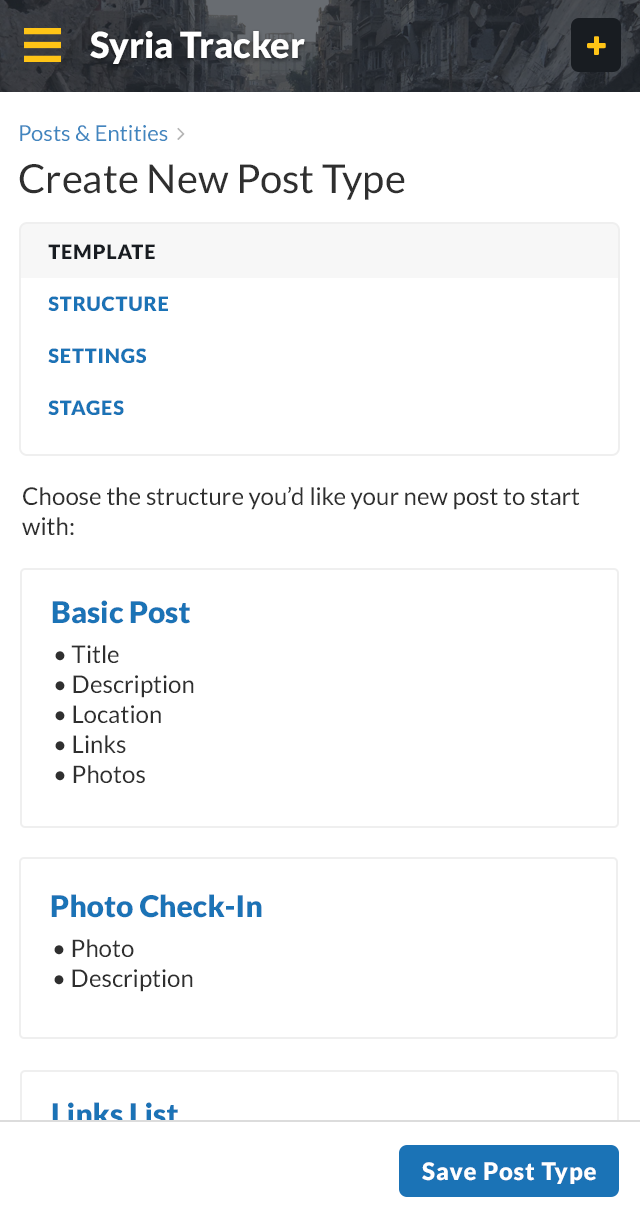 Syria Tracker
Posts & Entities
Create New Post Type
TEMPLATE
STRUCTURE
SETTINGS
STAGES
Choose the structure you’d like your new post to start
with:
Basic Post
• Title
• Description
• Location
• Links
• Photos
Photo Check-In
• Photo
• Description
Links List
Save Post Type